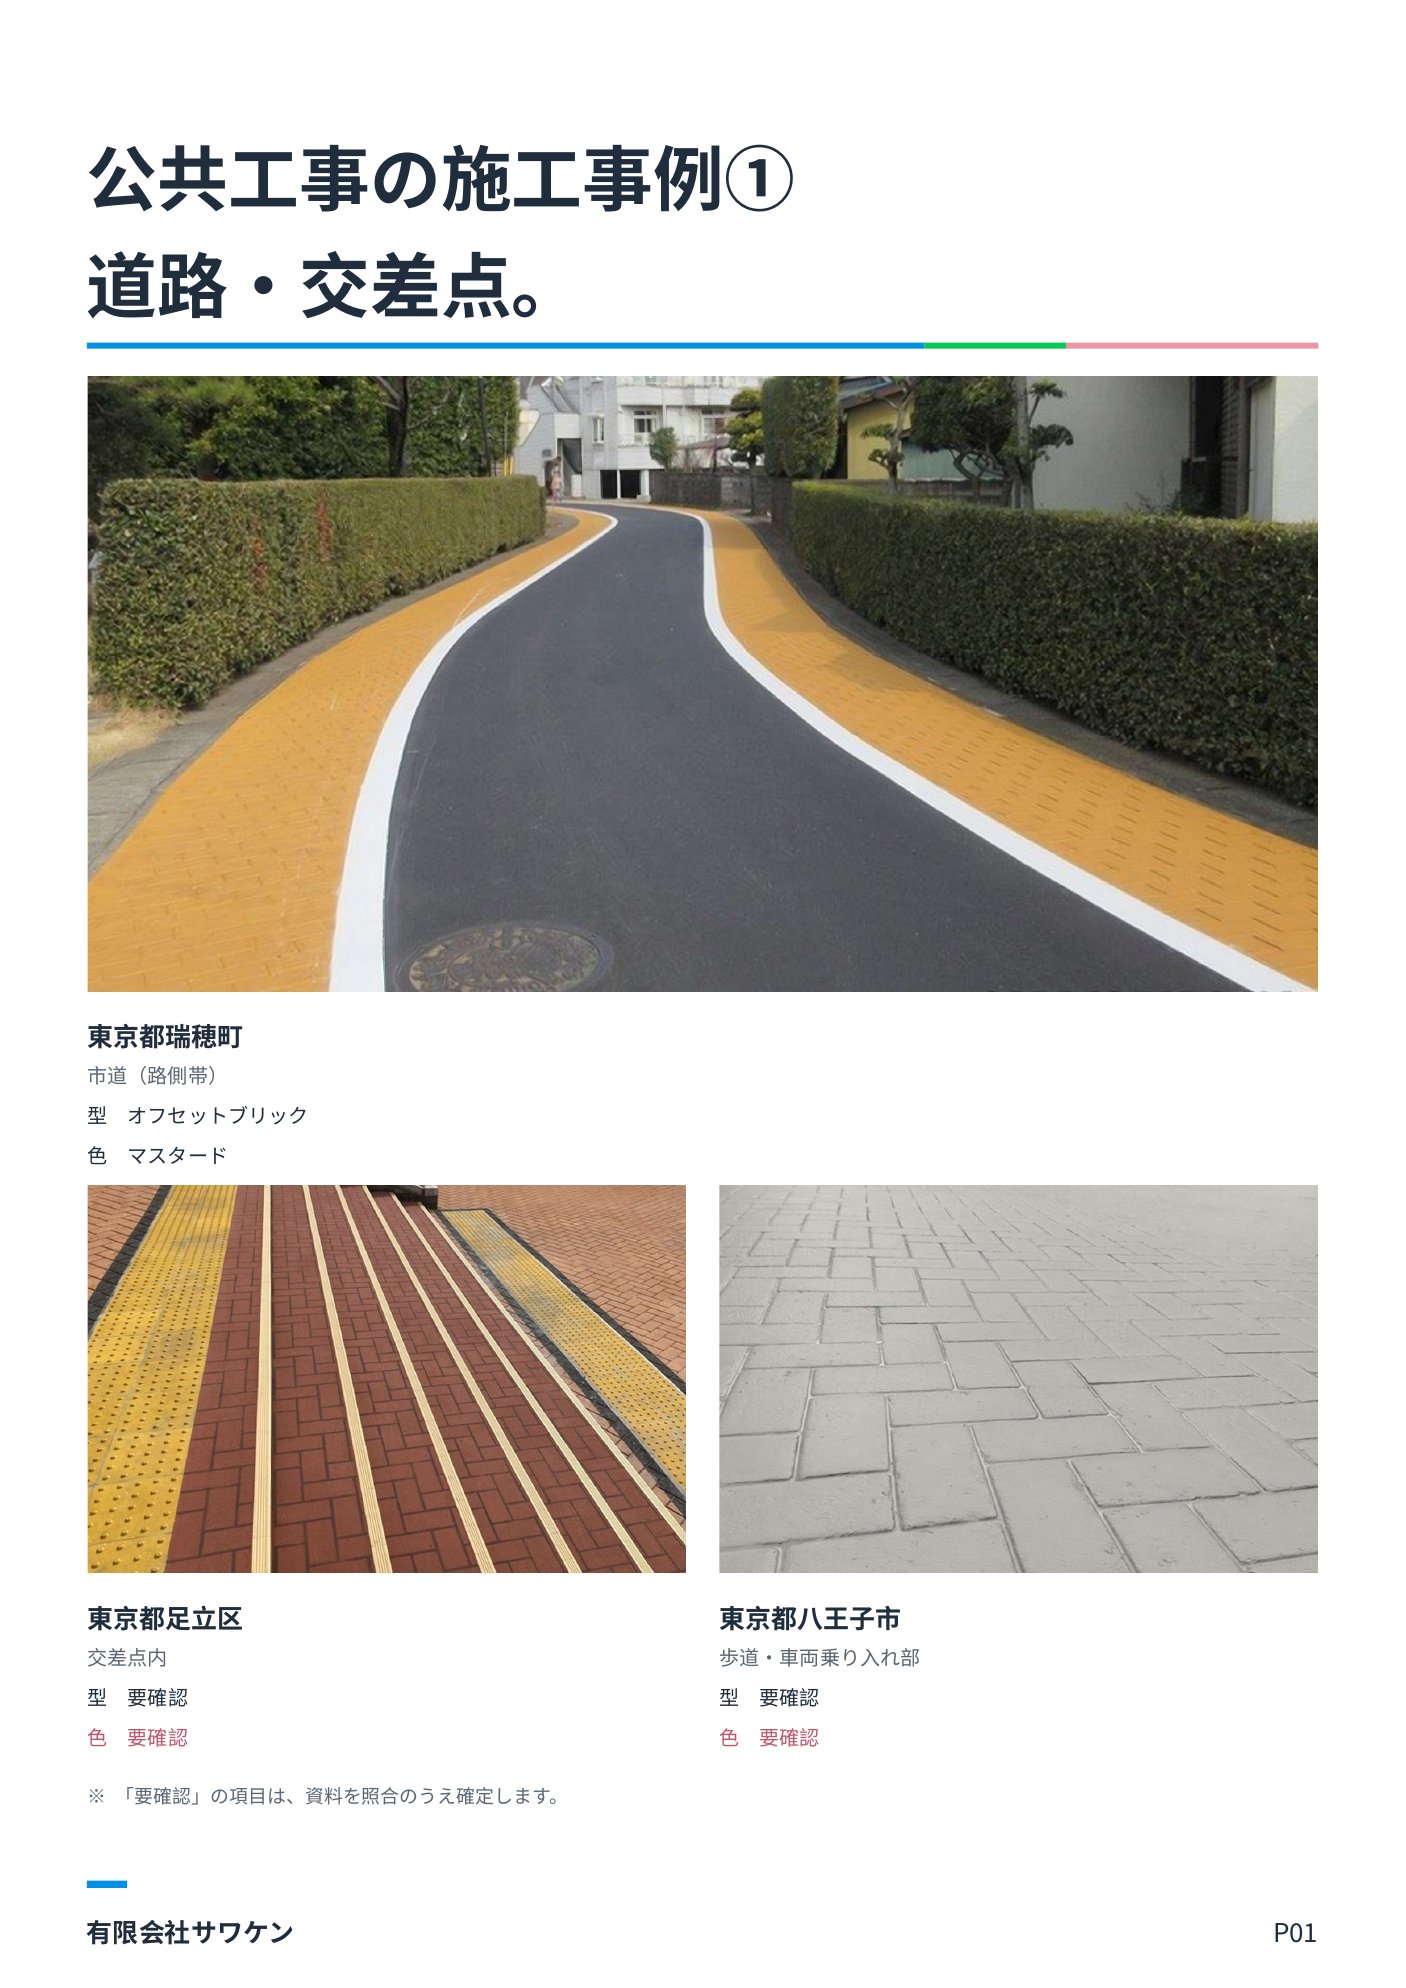 公共工事の施工事例①
道路・交差点。
東京都瑞穂町
市道（路側帯）
型　オフセットブリック
色　マスタード
東京都足立区
交差点内
型　要確認
色　要確認
東京都八王子市
歩道・車両乗り入れ部
型　要確認
色　要確認
※　「要確認」の項目は、資料を照合のうえ確定します。
有限会社サワケン
P01